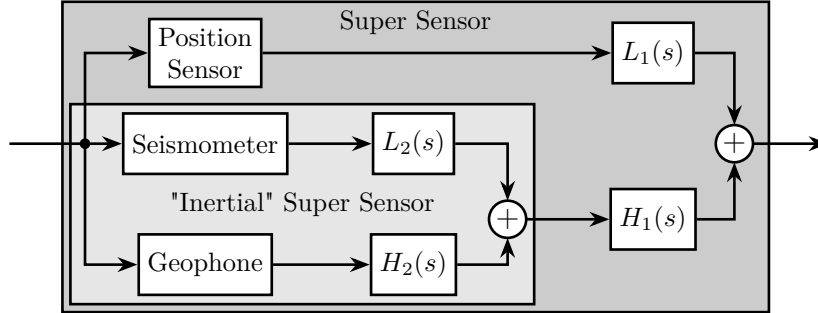 Super Sensor
Position
Sensor
L₁(s)
+
Seismometer
L₂(s)
"Inertial" Super Sensor
+
H₁(s)
Geophone
H₂(s)